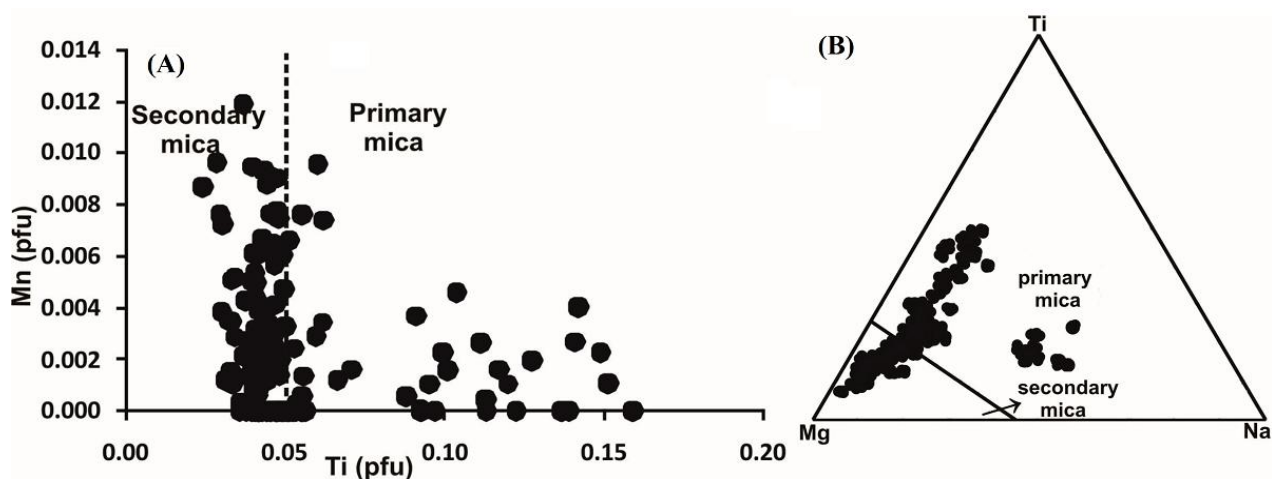 (A)
0.014
0.012
0.010
0.008
0.006
0.004
0.002
0.000
Mn (pfu)
Secondary
mica
Primary
mica
0.00
0.05
0.10
0.15
0.20
Ti (pfu)
(B)
Ti
primary
mica
secondary
mica
Mg
Na